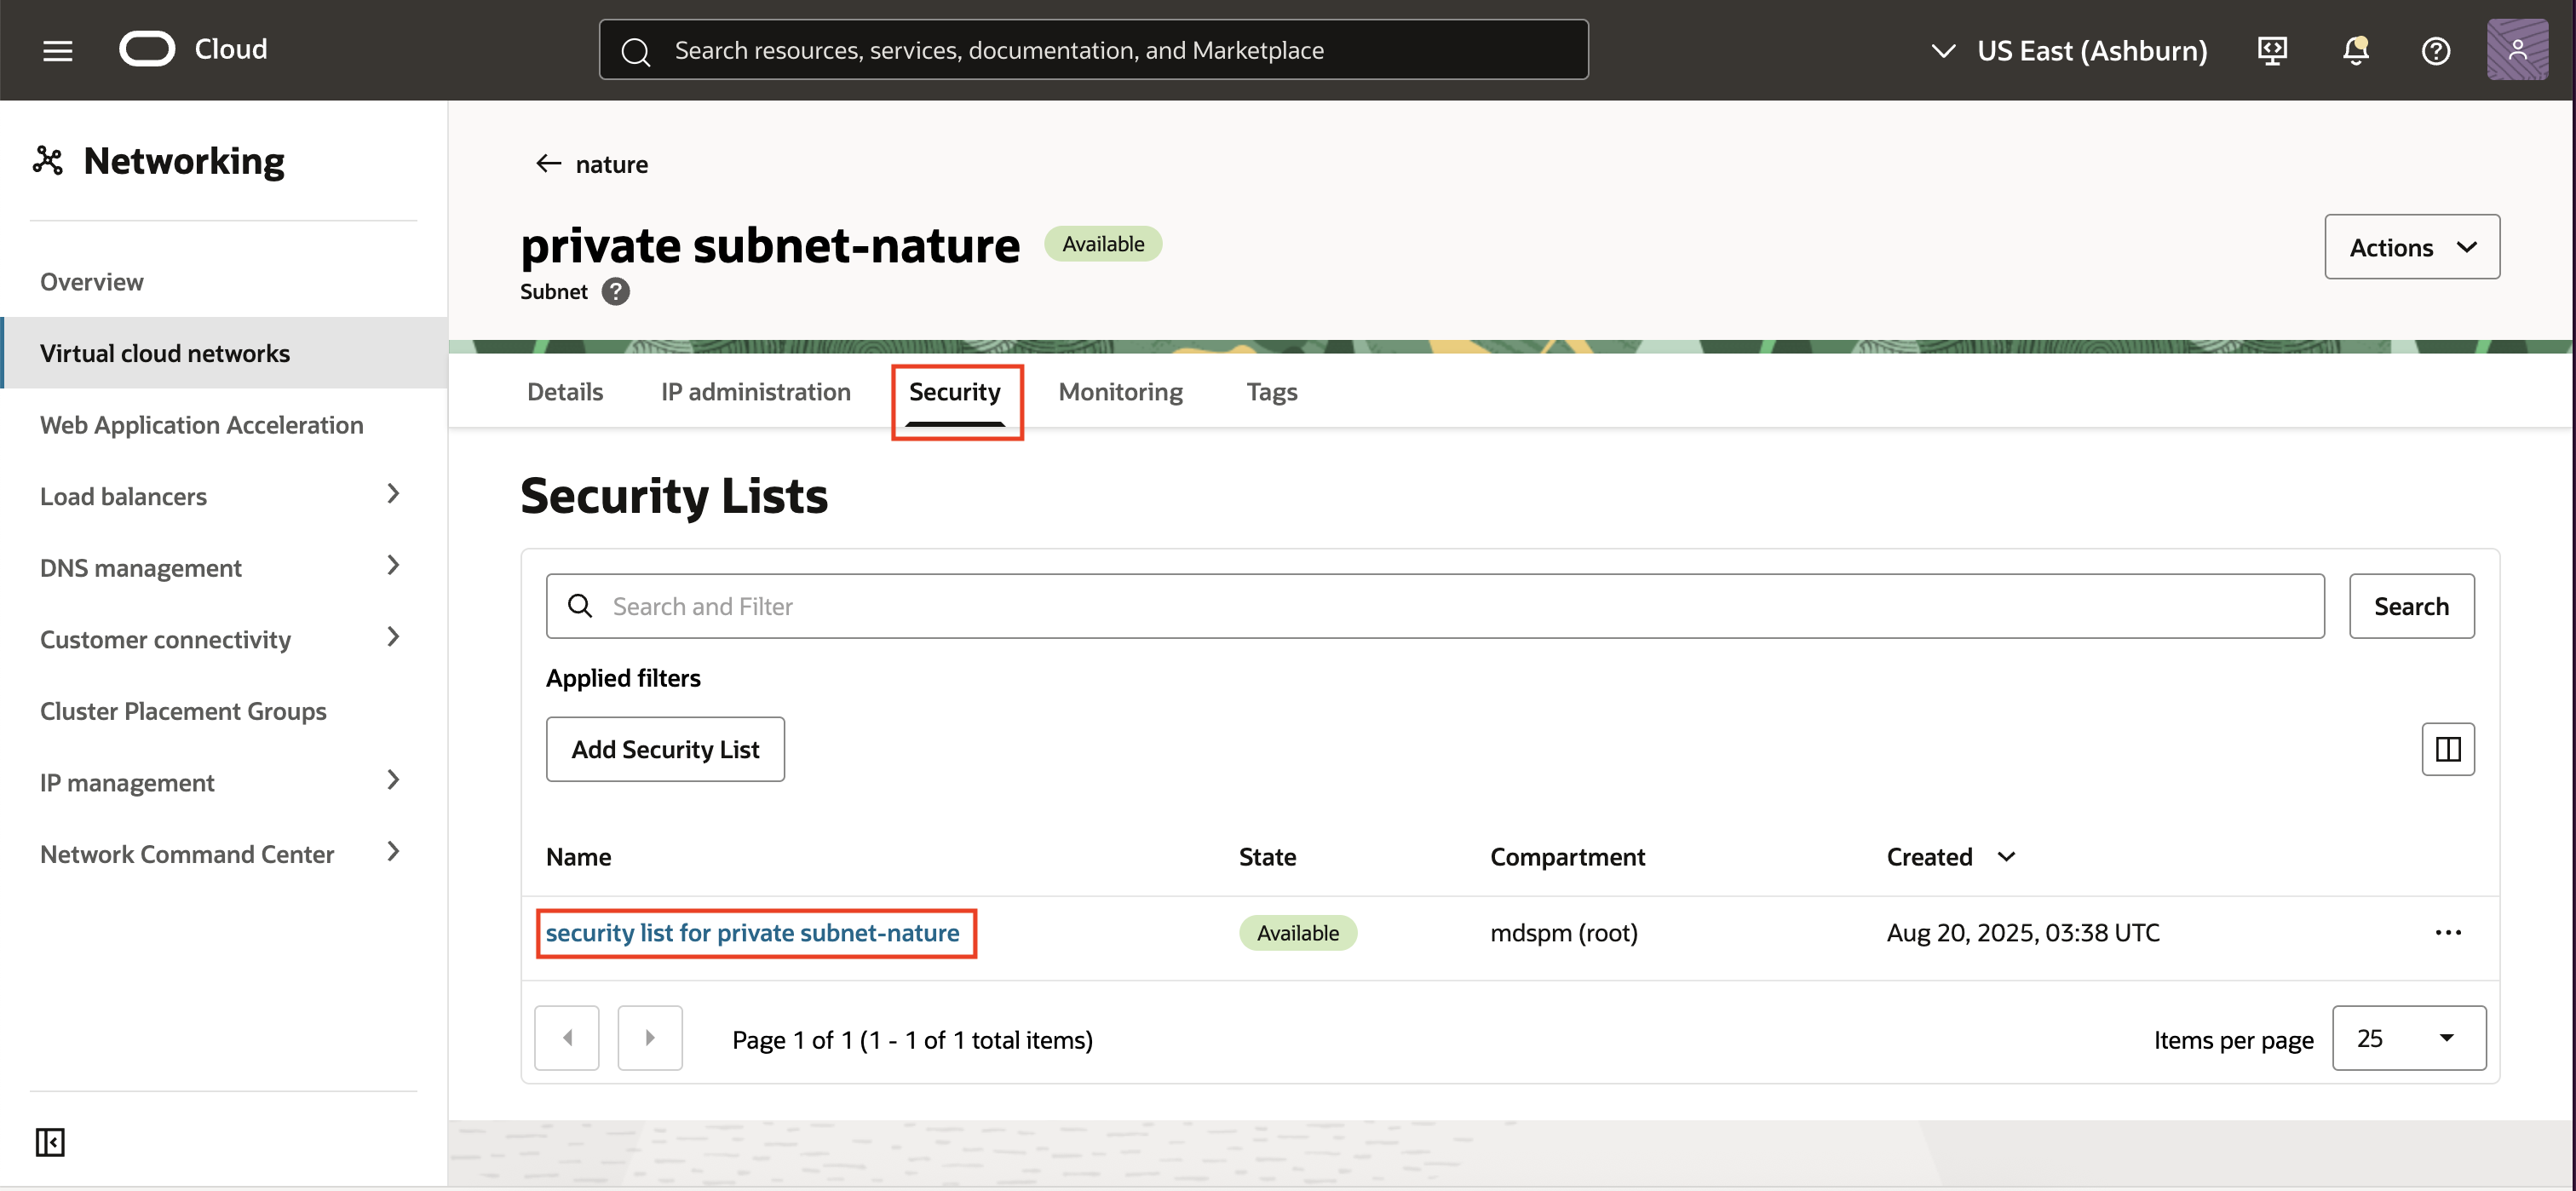 Cloud
Search resources, services, documentation, and Marketplace
US East (Ashburn)
Networking
Overview
Virtual cloud networks
Web Application Acceleration
Load balancers
DNS management
Customer connectivity
Cluster Placement Groups
IP management
Network Command Center
nature
private subnet-nature Available
Subnet ?
Actions
Details IP administration Security Monitoring Tags
Security Lists
Search and Filter
Search
Applied filters
Add Security List
Name State Compartment Created
security list for private subnet-nature Available mdspm (root) Aug 20, 2025, 03:38 UTC
Page 1 of 1 (1 - 1 of 1 total items)
Items per page 25